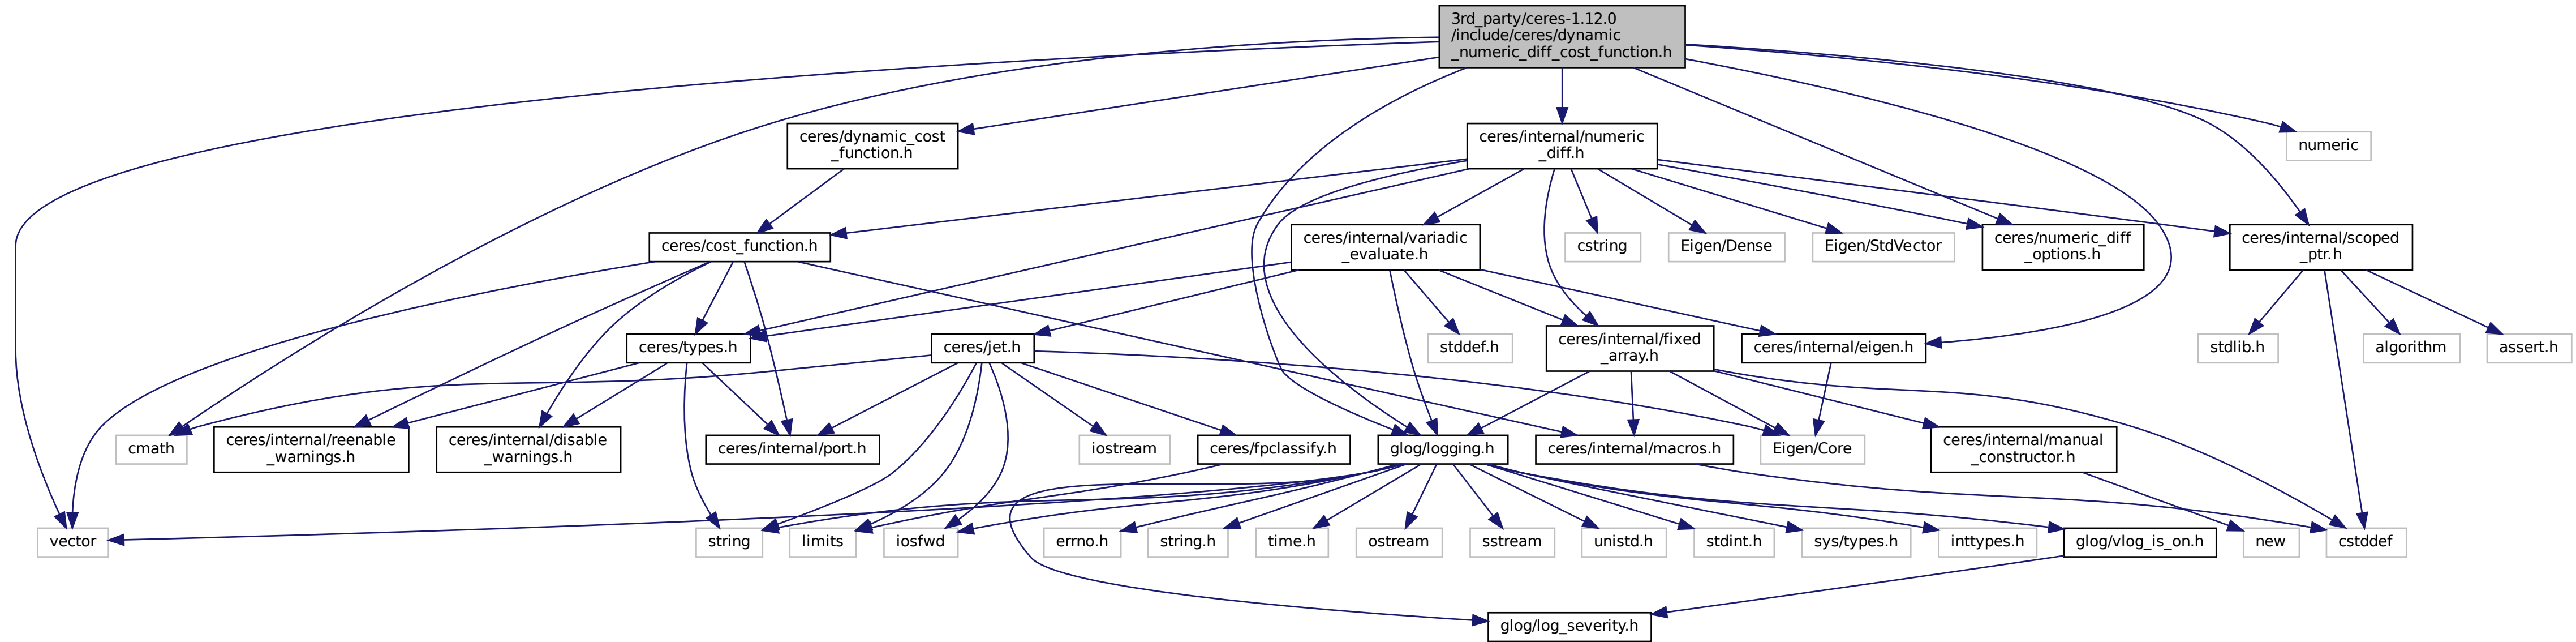 3rd_party/ceres-1.12.0
/include/ceres/dynamic
_numeric_diff_cost_function.h
ceres/dynamic_cost
_function.h
ceres/internal/numeric
_diff.h
numeric
ceres/cost_function.h
ceres/internal/variadic
_evaluate.h
cstring
Eigen/Dense
Eigen/StdVector
ceres/numeric_diff
_options.h
ceres/internal/scoped
_ptr.h
ceres/types.h
ceres/jet.h
stddef.h
ceres/internal/fixed
_array.h
ceres/internal/eigen.h
stdlib.h
algorithm
assert.h
cmath
ceres/internal/reenable
_warnings.h
ceres/internal/disable
_warnings.h
ceres/internal/port.h
iostream
ceres/fpclassify.h
glog/logging.h
ceres/internal/macros.h
Eigen/Core
ceres/internal/manual
_constructor.h
vector
string
limits
iosfwd
errno.h
string.h
time.h
ostream
sstream
unistd.h
stdint.h
sys/types.h
inttypes.h
glog/vlog_is_on.h
new
cstddef
glog/log_severity.h